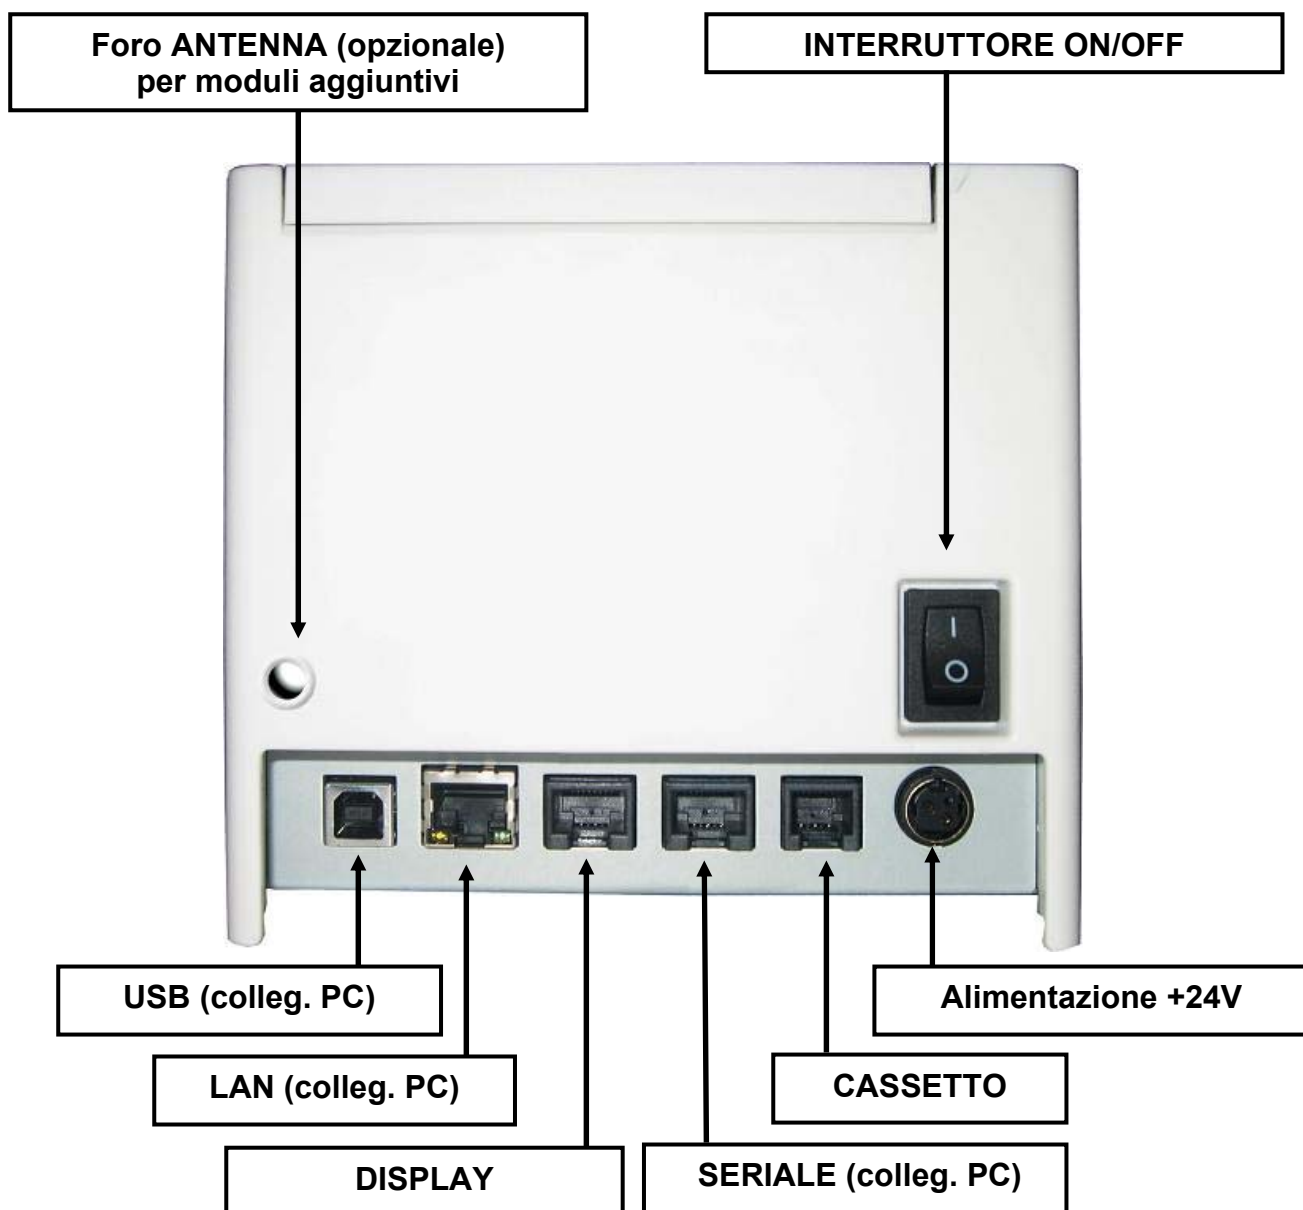 Foro ANTENNA (opzionale)
per moduli aggiuntivi
INTERRUTTORE ON/OFF
USB (colleg. PC)
Alimentazione +24V
LAN (colleg. PC)
CASSETTO
DISPLAY
SERIALE (colleg. PC)